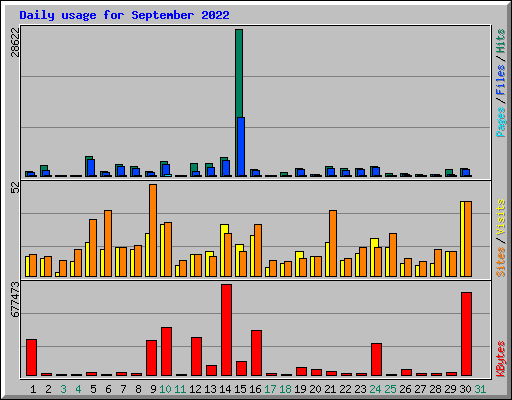 Daily usage for September 2022
28622
Pages / Files / Hits
52
Sites / Visits
677473
KBytes
1 2 3 4 5 6 7 8 9 10 11 12 13 14 15 16 17 18 19 20 21 22 23 24 25 26 27 28 29 30 31